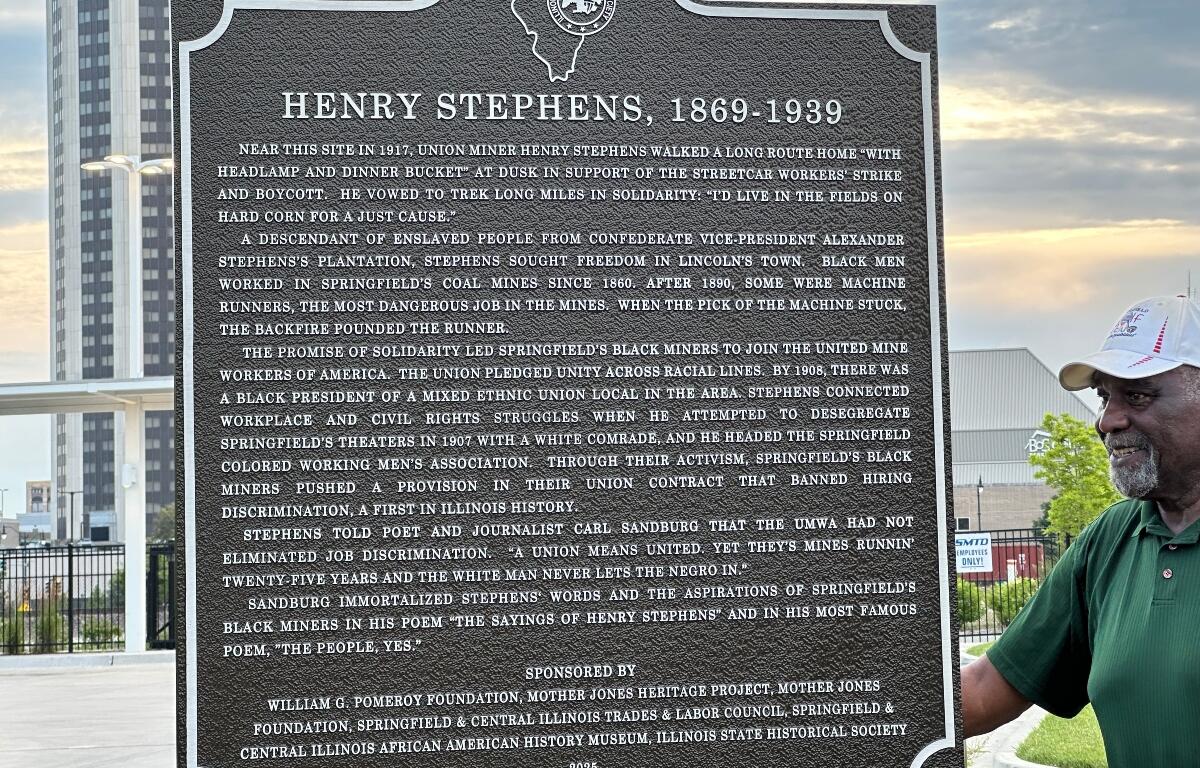 HENRY STEPHENS, 1869-1939
NEAR THIS SITE IN 1917, UNION MINER HENRY STEPHENS WALKED A LONG ROUTE HOME "WITH
HEADLAMP AND DINNER BUCKET" AT DUSK IN SUPPORT OF THE STREETCAR WORKERS' STRIKE
AND BOYCOTT. HE VOWED TO TREK LONG MILES IN SOLIDARITY: "I'D LIVE IN THE FIELDS ON
HARD CORN FOR A JUST CAUSE."
A DESCENDANT OF ENSLAVED PEOPLE FROM CONFEDERATE VICE-PRESIDENT ALEXANDER
STEPHENS'S PLANTATION, STEPHENS SOUGHT FREEDOM IN LINCOLN'S TOWN. BLACK MEN
WORKED IN SPRINGFIELD'S COAL MINES SINCE 1860. AFTER 1890, SOME WERE MACHINE
RUNNERS, THE MOST DANGEROUS JOB IN THE MINES. WHEN THE PICK OF THE MACHINE STUCK,
THE BACKFIRE POUNDED THE RUNNER.
THE PROMISE OF SOLIDARITY LED SPRINGFIELD'S BLACK MINERS TO JOIN THE UNITED MINE
WORKERS OF AMERICA. THE UNION PLEDGED UNITY ACROSS RACIAL LINES. BY 1908, THERE WAS
A BLACK PRESIDENT OF A MIXED ETHNIC UNION LOCAL IN THE AREA. STEPHENS CONNECTED
WORKPLACE AND CIVIL RIGHTS STRUGGLES WHEN HE ATTEMPTED TO DESEGREGATE
SPRINGFIELD'S THEATERS IN 1907 WITH A WHITE COMRADE, AND HE HEADED THE SPRINGFIELD
COLORED WORKING MEN'S ASSOCIATION. THROUGH THEIR ACTIVISM, SPRINGFIELD'S BLACK
MINERS PUSHED A PROVISION IN THEIR UNION CONTRACT THAT BANNED HIRING
DISCRIMINATION, A FIRST IN ILLINOIS HISTORY.
STEPHENS TOLD POET AND JOURNALIST CARL SANDBURG THAT THE UMWA HAD NOT
ELIMINATED JOB DISCRIMINATION. "A UNION MEANS UNITED, YET THEY'S MINES RUNNIN'
TWENTY-FIVE YEARS AND THE WHITE MAN NEVER LETS THE NEGRO IN."
SANDBURG IMMORTALIZED STEPHENS' WORDS AND THE ASPIRATIONS OF SPRINGFIELD'S
BLACK MINERS IN HIS POEM "THE SAYINGS OF HENRY STEPHENS" AND IN HIS MOST FAMOUS
POEM, "THE PEOPLE, YES."
SPONSORED BY
WILLIAM G. POMEROY FOUNDATION, MOTHER JONES HERITAGE PROJECT, MOTHER JONES
FOUNDATION, SPRINGFIELD & CENTRAL ILLINOIS TRADES & LABOR COUNCIL, SPRINGFIELD &
CENTRAL ILLINOIS AFRICAN AMERICAN HISTORY MUSEUM, ILLINOIS STATE HISTORICAL SOCIETY
2025
SMTD
EMPLOYEES
ONLY!